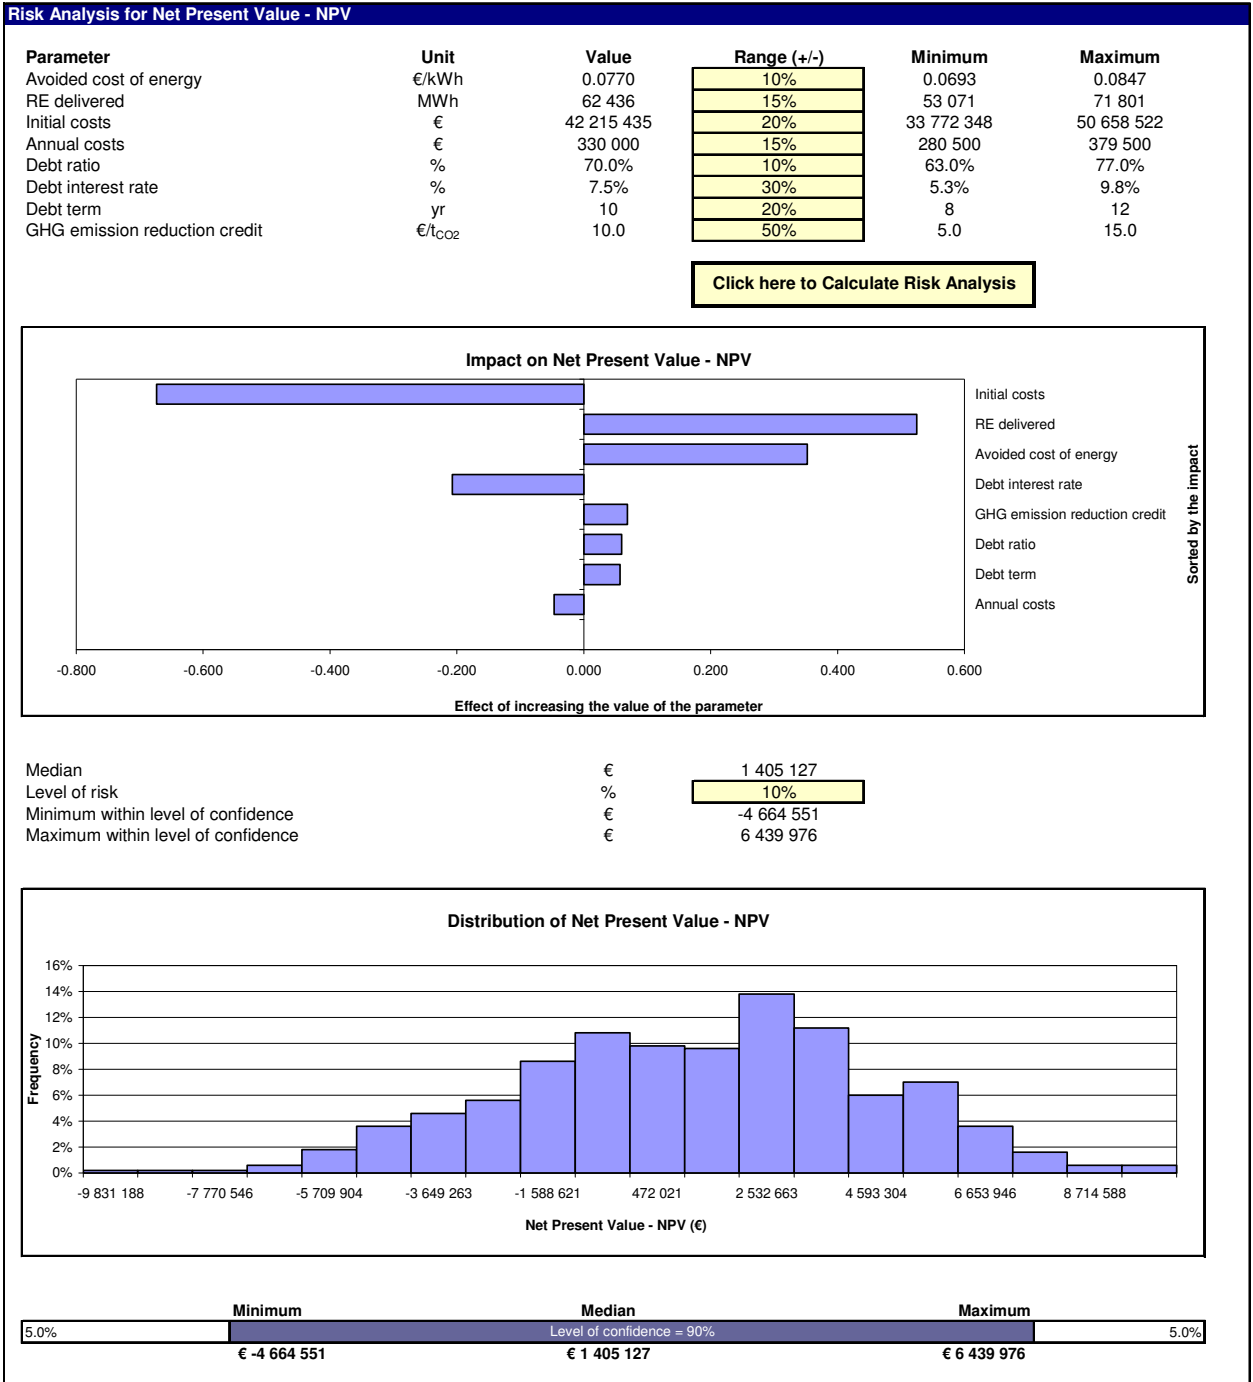 Risk Analysis for Net Present Value - NPV
Parameter Unit Value Range (+/-) Minimum Maximum
Avoided cost of energy €/kWh 0.0770 10% 0.0693 0.0847
RE delivered MWh 62 436 15% 53 071 71 801
Initial costs € 42 215 435 20% 33 772 348 50 658 522
Annual costs € 330 000 15% 280 500 379 500
Debt ratio % 70.0% 10% 63.0% 77.0%
Debt interest rate % 7.5% 30% 5.3% 9.8%
Debt term yr 10 20% 8 12
GHG emission reduction credit €/tCO2 10.0 50% 5.0 15.0
Click here to Calculate Risk Analysis
Impact on Net Present Value - NPV
Initial costs
RE delivered
Avoided cost of energy
Debt interest rate
GHG emission reduction credit
Debt ratio
Debt term
Annual costs
Sorted by the impact
-0.800 -0.600 -0.400 -0.200 0.000 0.200 0.400 0.600
Effect of increasing the value of the parameter
Median € 1 405 127
Level of risk % 10%
Minimum within level of confidence € -4 664 551
Maximum within level of confidence € 6 439 976
Distribution of Net Present Value - NPV
16%
14%
12%
10%
8%
6%
4%
2%
0%
Frequency
-9 831 188 -7 770 546 -5 709 904 -3 649 263 -1 588 621 472 021 2 532 663 4 593 304 6 653 946 8 714 588
Net Present Value - NPV (€)
Minimum Median Maximum
5.0% Level of confidence = 90% 5.0%
€ -4 664 551 € 1 405 127 € 6 439 976